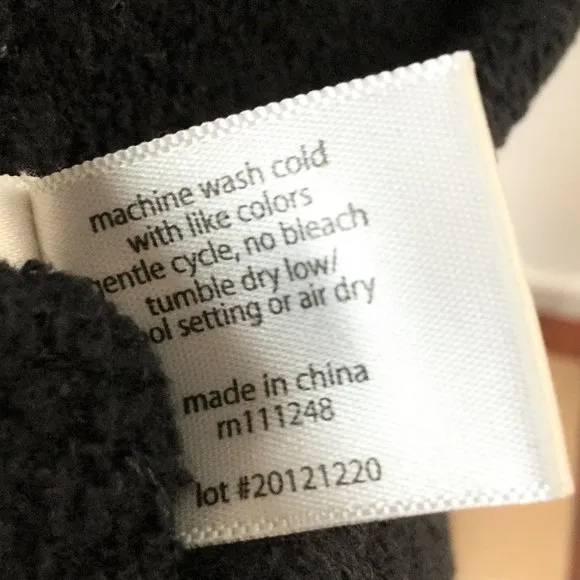 machine wash cold
with like colors
gentle cycle, no bleach
tumble dry low/
ol setting or air dry
made in china
rn111248
lot #20121220